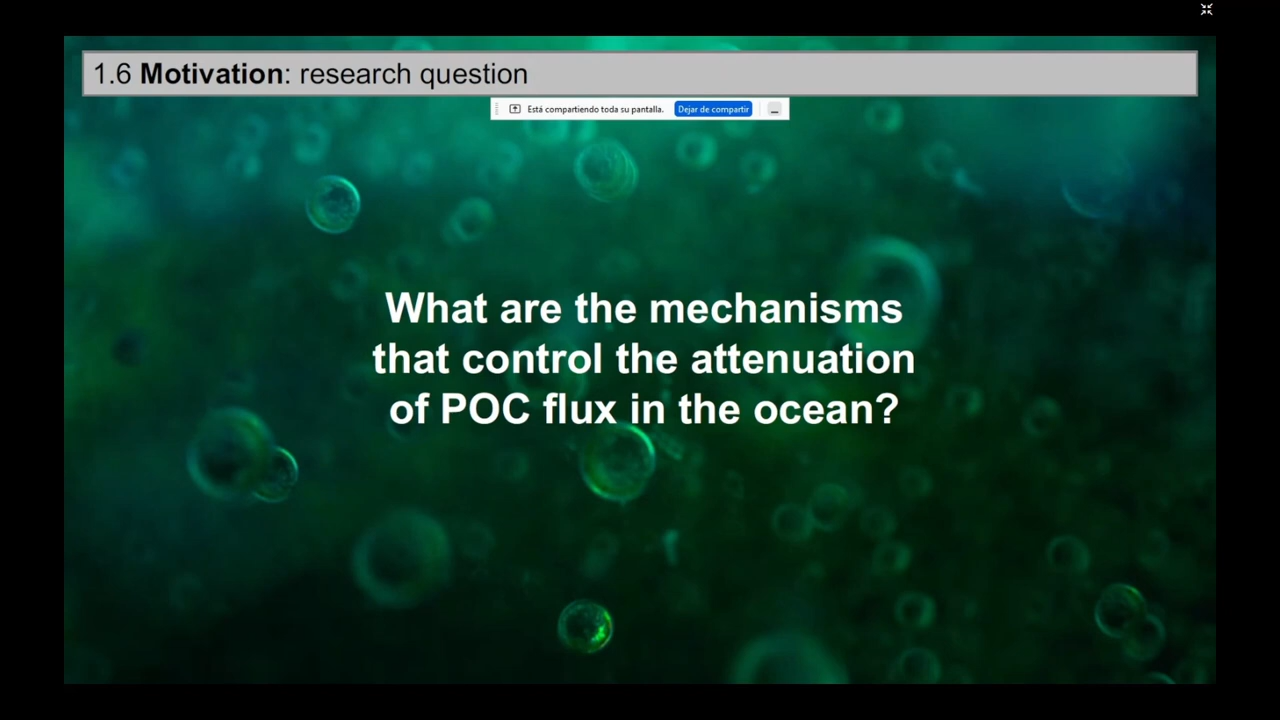 1.6 Motivation: research question
Está compartiendo toda su pantalla. Dejar de compartir
What are the mechanisms
that control the attenuation
of POC flux in the ocean?